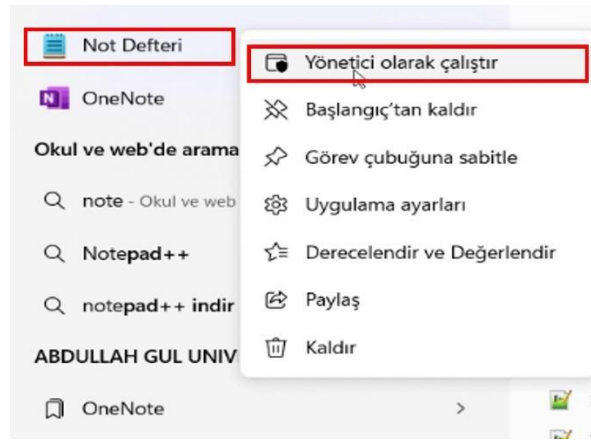 Not Defteri
OneNote
Okul ve web'de arama
note - Okul ve web
Notepad++
notepad++ indir
ABDULLAH GUL UNIV
OneNote
Yönetici olarak çalıştır
Başlangıç'tan kaldır
Görev çubuğuna sabitle
Uygulama ayarları
Derecelendir ve Değerlendir
Paylaş
Kaldır